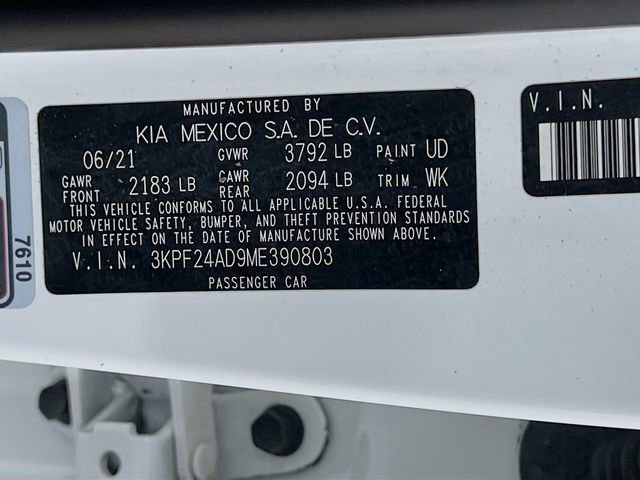 MANUFACTURED BY
KIA MEXICO S.A. DE C.V.
06/21 GVWR 3792 LB PAINT UD
GAWR FRONT 2183 LB GAWR REAR 2094 LB TRIM WK
THIS VEHICLE CONFORMS TO ALL APPLICABLE U.S.A. FEDERAL
MOTOR VEHICLE SAFETY, BUMPER, AND THEFT PREVENTION STANDARDS
IN EFFECT ON THE DATE OF MANUFACTURE SHOWN ABOVE.
V.I.N. 3KPF24AD9ME390803
PASSENGER CAR
V.I.N.
7610